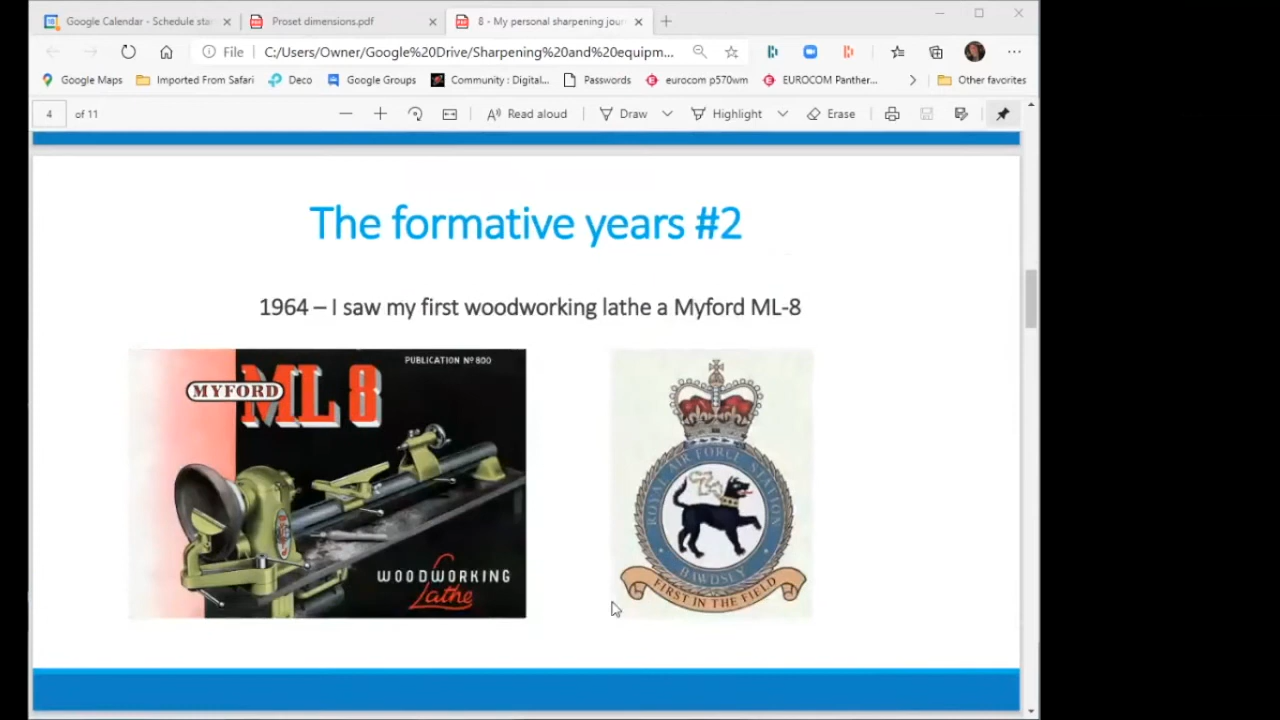 Google Calendar - Schedule star
Proset dimensions.pdf
8 - My personal sharpening jour
File
C:/Users/Owner/Google%20Drive/Sharpening%20and%20equipm...
Google Maps
Imported From Safari
Deco
Google Groups
Community : Digital...
Passwords
eurocom p570wm
EUROCOM Panther...
Other favorites
4 of 11
Read aloud
Draw
Highlight
Erase
The formative years #2
1964 – I saw my first woodworking lathe a Myford ML-8
PUBLICATION Nº 800
MYFORD
ML 8
WOODWORKING
Lathe
ROYAL AIR FORCE STATION
BAWDSEY
FIRST IN THE FIELD